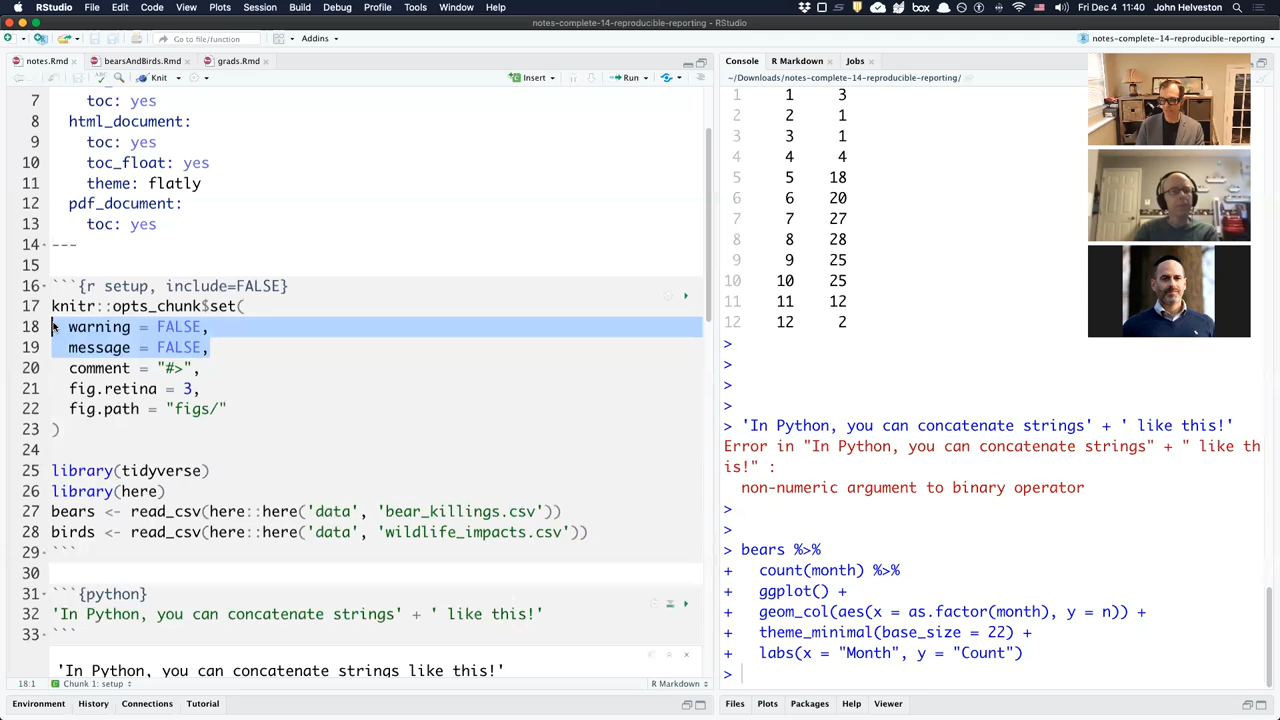 RStudio File Edit Code View Plots Session Build Debug Profile Tools Window Help box US Fri Dec 4 11:40 John Helveston
notes-complete-14-reproducible-reporting - RStudio
Go to file/function Addins notes-complete-14-reproducible-reporting
notes.Rmd bearsAndBirds.Rmd grads.Rmd
Knit Insert Run
7 toc: yes
8 html_document:
9 toc: yes
10 toc_float: yes
11 theme: flatly
12 pdf_document:
13 toc: yes
14 ---
15
16 ```{r setup, include=FALSE}
17 knitr::opts_chunk$set(
18 warning = FALSE,
19 message = FALSE,
20 comment = "#>",
21 fig.retina = 3,
22 fig.path = "figs/"
23 )
24
25 library(tidyverse)
26 library(here)
27 bears <- read_csv(here::here('data', 'bear_killings.csv'))
28 birds <- read_csv(here::here('data', 'wildlife_impacts.csv'))
29 ```
30
31 ```{python}
32 'In Python, you can concatenate strings' + ' like this!'
33 ```
'In Python, you can concatenate strings like this!'
18:1 Chunk 1: setup R Markdown
Environment History Connections Tutorial
Console R Markdown Jobs
~/Downloads/notes-complete-14-reproducible-reporting/
1 1 3
2 2 1
3 3 1
4 4 4
5 5 18
6 6 20
7 7 27
8 8 28
9 9 25
10 10 25
11 11 12
12 12 2
>
>
>
>
> 'In Python, you can concatenate strings' + ' like this!'
Error in "In Python, you can concatenate strings" + " like th
is!" :
non-numeric argument to binary operator
>
>
> bears %>%
+ count(month) %>%
+ ggplot() +
+ geom_col(aes(x = as.factor(month), y = n)) +
+ theme_minimal(base_size = 22) +
+ labs(x = "Month", y = "Count")
>
Files Plots Packages Help Viewer